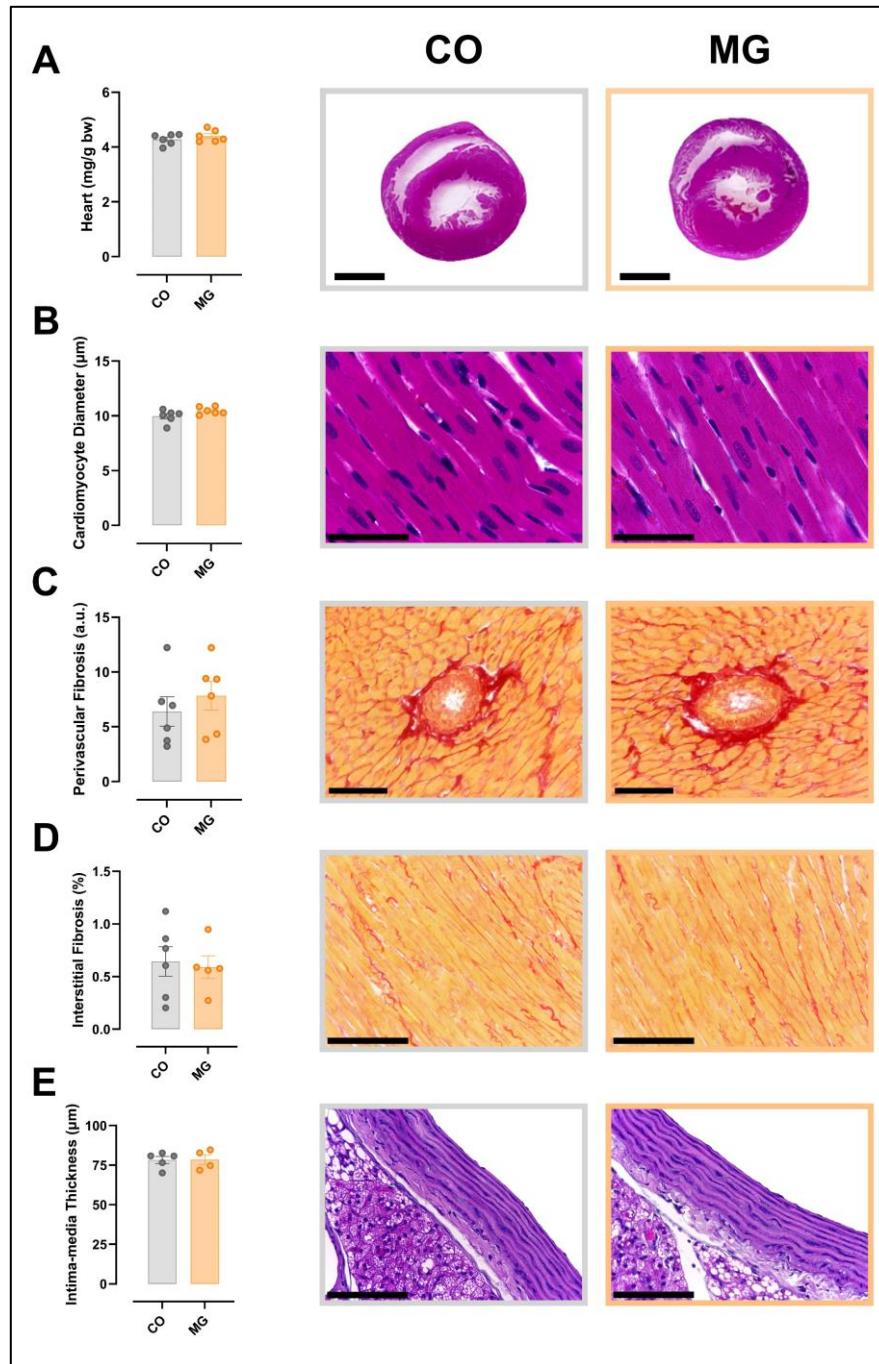 CO MG
A
Heart (mg/g bw)
6
4
2
0
CO MG
B
Cardiomyocyte Diameter (µm)
15
10
5
0
CO MG
C
Perivascular Fibrosis (a.u.)
15
10
5
0
CO MG
D
Interstitial Fibrosis (%)
1.5
1.0
0.5
0.0
CO MG
E
Intima-media Thickness (µm)
100
75
50
25
0
CO MG